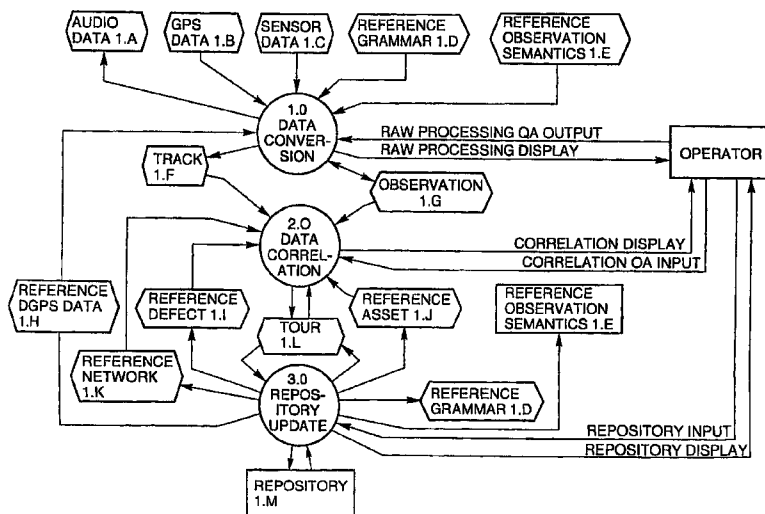 AUDIO
DATA 1.A
GPS
DATA 1.B
SENSOR
DATA 1.C
REFERENCE
GRAMMAR 1.D
REFERENCE
OBSERVATION
SEMANTICS 1.E
1.0
DATA
CONVER-
SION
RAW PROCESSING QA OUTPUT
RAW PROCESSING DISPLAY
OPERATOR
TRACK
1.F
OBSERVATION
1.G
2.O
DATA
CORREL-
ATION
CORRELATION DISPLAY
CORRELATION OA INPUT
REFERENCE
DGPS DATA
1.H
REFERENCE
DEFECT 1.I
TOUR
1.L
REFERENCE
ASSET 1.J
REFERENCE
OBSERVATION
SEMANTICS 1.E
REFERENCE
NETWORK
1.K
3.0
REPOS-
ITORY
UPDATE
REFERENCE
GRAMMAR 1.D
REPOSITORY INPUT
REPOSITORY DISPLAY
REPOSITORY
1.M